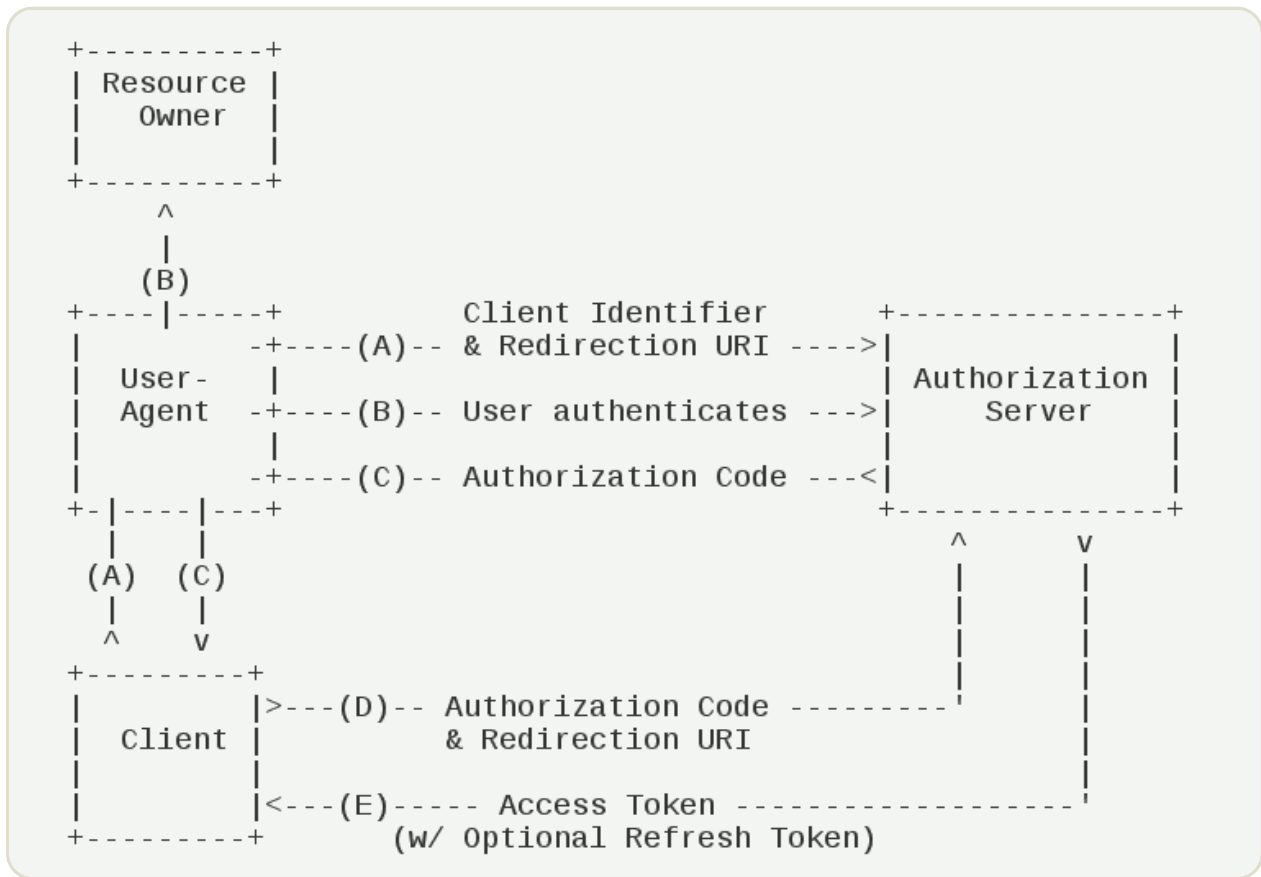 +----------+
| Resource |
|   Owner  |
|          |
+----------+
     ^
     |
    (B)
+----|-----+          Client Identifier      +---------------+
|         -+----(A)-- & Redirection URI ---->|               |
|  User-   |                                 | Authorization |
|  Agent  -+----(B)-- User authenticates --->|     Server    |
|          |                                 |               |
|         -+----(C)-- Authorization Code ---<|               |
+-|----|---+                                 +---------------+
  |    |                                         ^      v
 (A)  (C)                                        |      |
  |    |                                         |      |
  ^    v                                         |      |
+---------+                                      |      |
|         |>---(D)-- Authorization Code ---------'      |
|  Client |          & Redirection URI                  |
|         |                                             |
|         |<---(E)----- Access Token -------------------'
+---------+       (w/ Optional Refresh Token)